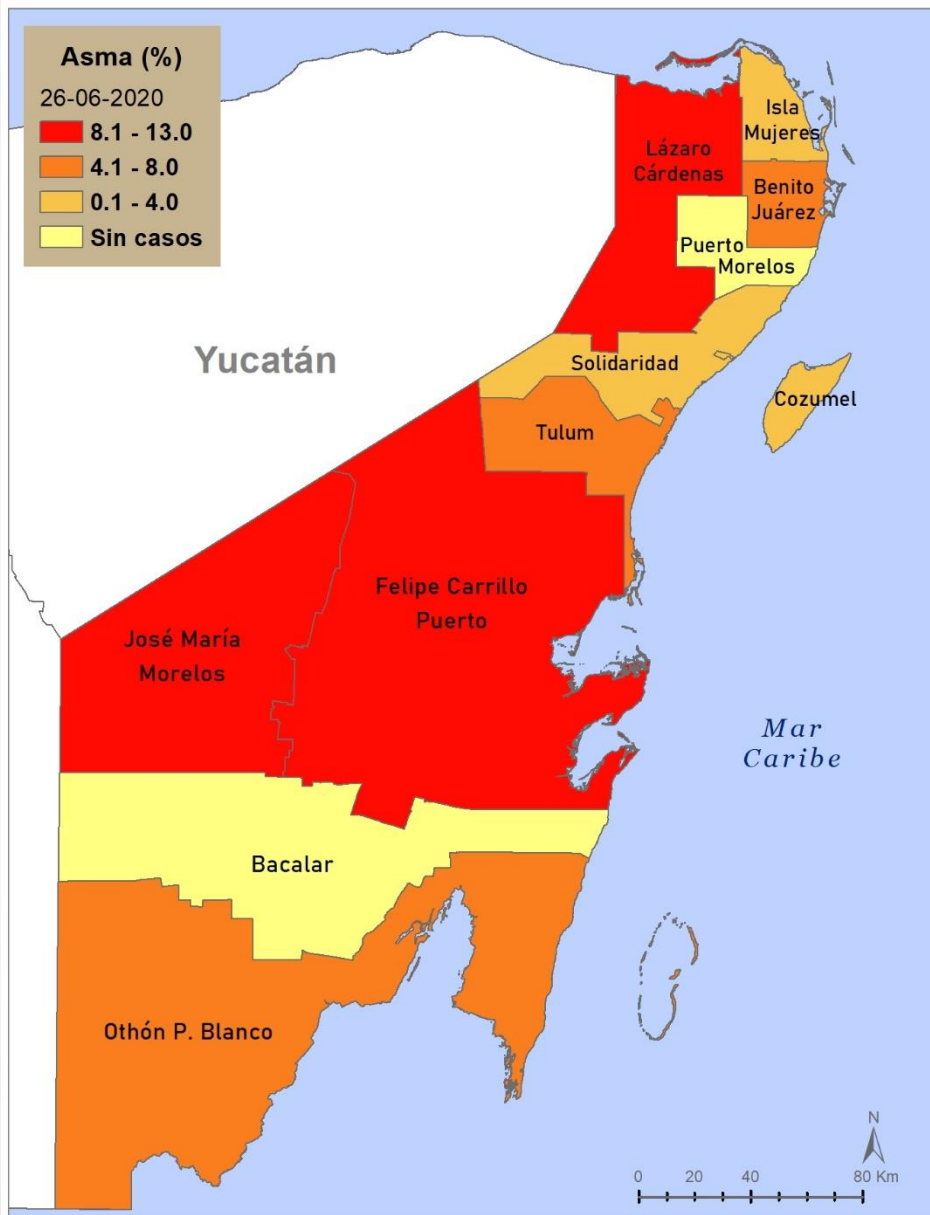 Asma (%)
26-06-2020
8.1 - 13.0
4.1 - 8.0
0.1 - 4.0
Sin casos
Isla
Mujeres
Lázaro
Cárdenas
Benito
Juárez
Puerto
Morelos
Yucatán
Solidaridad
Cozumel
Tulum
Felipe Carrillo
Puerto
José María
Morelos
Mar
Caribe
Bacalar
Othón P. Blanco
N
0 20 40 80 Km